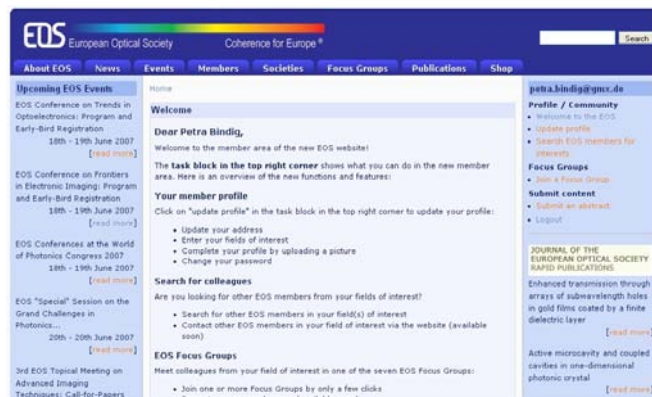 EOS European Optical Society Coherence for Europe ®
Search
About EOS News Events Members Societies Focus Groups Publications Shop
Upcoming EOS Events
EOS Conference on Trends in
Optoelectronics: Program and
Early-Bird Registration
18th - 19th June 2007
[read more]
EOS Conference on Frontiers
in Electronic Imaging: Program
and Early-Bird Registration
18th - 19th June 2007
[read more]
EOS Conferences at the World
of Photonics Congress 2007
18th - 19th June 2007
[read more]
EOS "Special" Session on the
Grand Challenges in
Photonics...
20th - 20th June 2007
[read more]
3rd EOS Topical Meeting on
Advanced Imaging
Techniques: Call-for-Papers
Home
Welcome
Dear Petra Bindig,
Welcome to the member area of the new EOS website!
The task block in the top right corner shows what you can do in the new member
area. Here is an overview of the new functions and features:
Your member profile
Click on "update profile" in the task block in the top right corner to update your profile:
• Update your address
• Enter your fields of interest
• Complete your profile by uploading a picture
• Change your password
Search for colleagues
Are you looking for other EOS members from your fields of interest?
• Search for other EOS members in your field(s) of interest
• Contact other EOS members in your field of interest via the website (available
soon)
EOS Focus Groups
Meet colleagues from your field of interest in one of the seven EOS Focus Groups:
• Join one or more Focus Groups by only a few clicks
petra.bindig@gmx.de
Profile / Community
• Welcome to the EOS
• Update profile
• Search EOS members for
interests
Focus Groups
• Join a Focus Group
Submit content
• Submit an abstract
• Logout
JOURNAL OF THE
EUROPEAN OPTICAL SOCIETY
RAPID PUBLICATIONS
Enhanced transmission through
arrays of subwavelength holes
in gold films coated by a finite
dielectric layer
[read more]
Active microcavity and coupled
cavities in one-dimensional
photonic crystal
[read more]